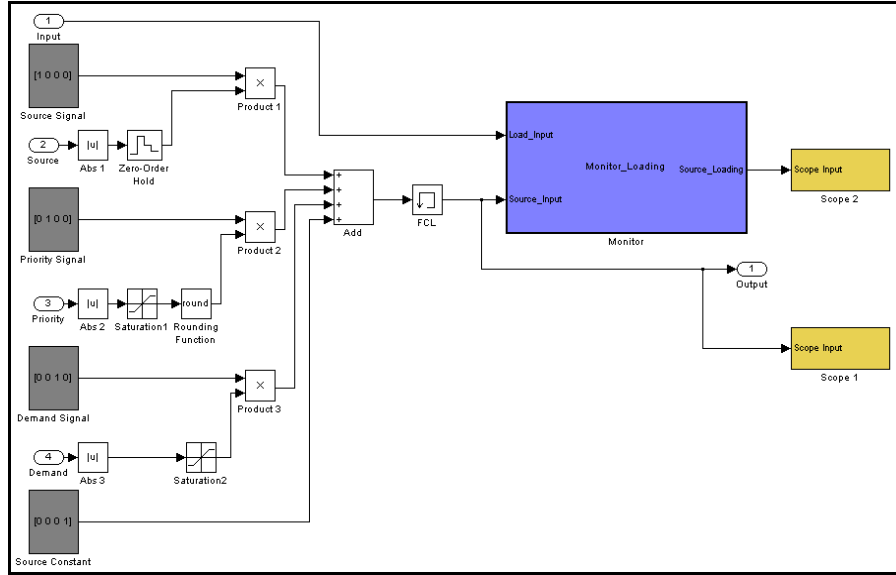 1
Input
[1 0 0 0]
Source Signal
×
Product 1
2
Source
|u|
Abs 1
Zero-Order
Hold
Load_Input
Monitor_Loading
Source_Loading
Source_Input
Monitor
Scope Input
Scope 2
+
+
+
+
Add
FCL
[0 1 0 0]
Priority Signal
×
Product 2
1
Output
3
Priority
|u|
Abs 2
Saturation1
round
Rounding
Function
Scope Input
Scope 1
[0 0 1 0]
Demand Signal
×
Product 3
4
Demand
|u|
Abs 3
Saturation2
[0 0 0 1]
Source Constant